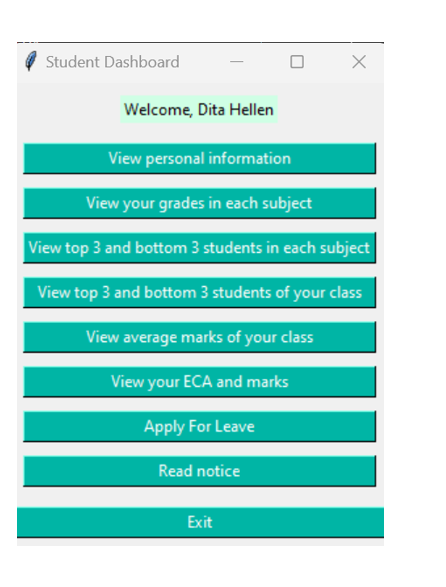 Student Dashboard
Welcome, Dita Hellen
View personal information
View your grades in each subject
View top 3 and bottom 3 students in each subject
View top 3 and bottom 3 students of your class
View average marks of your class
View your ECA and marks
Apply For Leave
Read notice
Exit